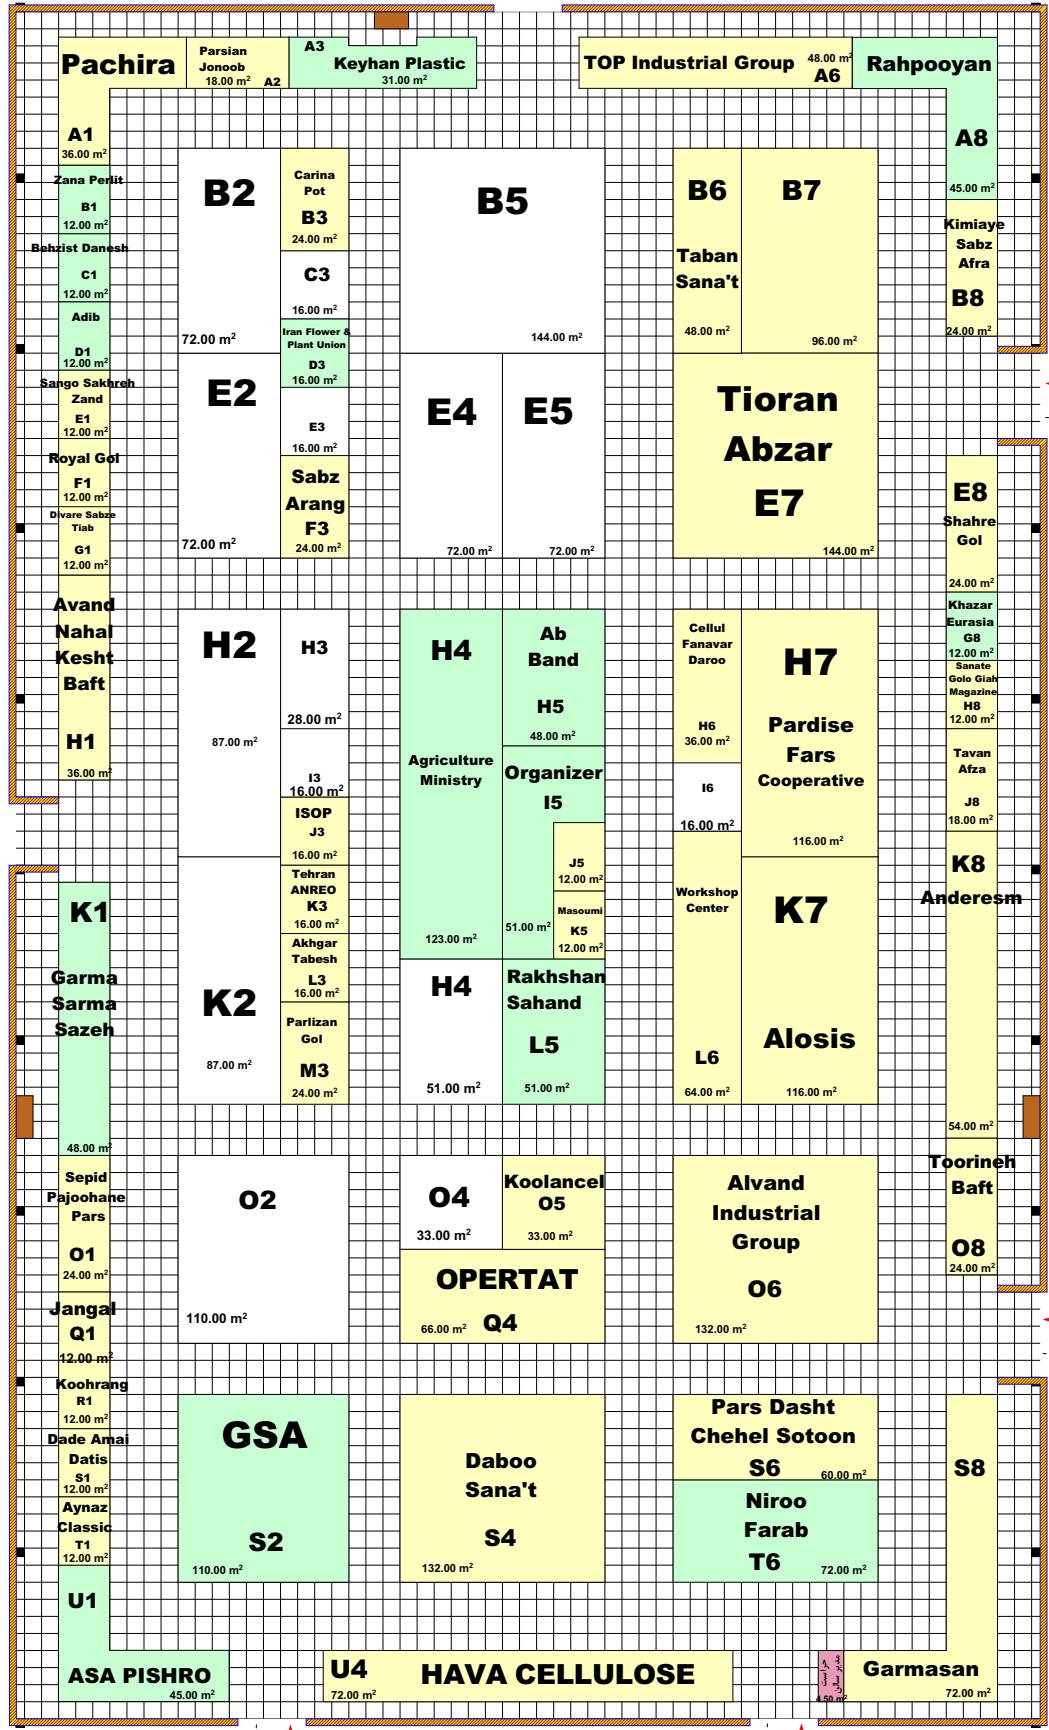 Pachira
A1
36.00 m²
Parsian
Jonoob
18.00 m²
A2
A3
Keyhan Plastic
31.00 m²
TOP Industrial Group
48.00 m²
A6
Rahpooyan
A8
45.00 m²
Zana Perlit
B1
12.00 m²
Behzist Danesh
C1
12.00 m²
Adib
D1
12.00 m²
Sango Sakhreh
Zand
E1
12.00 m²
Royal Gol
F1
12.00 m²
Divare Sabze
Tiab
G1
12.00 m²
Avand
Nahal
Kesht
Baft
H1
36.00 m²
B2
72.00 m²
E2
72.00 m²
Carina
Pot
B3
24.00 m²
C3
16.00 m²
Iran Flower &
Plant Union
D3
16.00 m²
E3
16.00 m²
Sabz
Arang
F3
24.00 m²
B5
144.00 m²
E4
72.00 m²
E5
72.00 m²
B6
Taban
Sana't
48.00 m²
B7
96.00 m²
Tioran
Abzar
E7
144.00 m²
Kimiaye
Sabz
Afra
B8
24.00 m²
E8
Shahre
Gol
24.00 m²
Khazar
Eurasia
G8
12.00 m²
Sanate
Golo Giah
Magazine
H8
12.00 m²
Tavan
Afza
J8
18.00 m²
K8
Anderesm
54.00 m²
H2
87.00 m²
K2
87.00 m²
H3
28.00 m²
I3
16.00 m²
ISOP
J3
16.00 m²
Tehran
ANREO
K3
16.00 m²
Akhgar
Tabesh
L3
16.00 m²
Parlizan
Gol
M3
24.00 m²
H4
Agriculture
Ministry
123.00 m²
H4
51.00 m²
Ab
Band
H5
48.00 m²
Organizer
I5
51.00 m²
J5
12.00 m²
Masoumi
K5
12.00 m²
Rakhshan
Sahand
L5
51.00 m²
Cellul
Fanavar
Daroo
H6
36.00 m²
I6
16.00 m²
Workshop
Center
L6
64.00 m²
H7
Pardise
Fars
Cooperative
116.00 m²
K7
Alosis
116.00 m²
K1
Garma
Sarma
Sazeh
48.00 m²
Sepid
Pajoohane
Pars
O1
24.00 m²
Jangal
Q1
12.00 m²
Koohrang
R1
12.00 m²
Dade Amai
Datis
S1
12.00 m²
Aynaz
Classic
T1
12.00 m²
U1
ASA PISHRO
45.00 m²
O2
110.00 m²
O4
33.00 m²
Koolancel
O5
33.00 m²
OPERTAT
66.00 m²
Q4
Alvand
Industrial
Group
O6
132.00 m²
Toorineh
Baft
O8
24.00 m²
GSA
S2
110.00 m²
Daboo
Sana't
S4
132.00 m²
Pars Dasht
Chehel Sotoon
S6
60.00 m²
Niroo
Farab
T6
72.00 m²
S8
Garmasan
72.00 m²
U4
HAVA CELLULOSE
72.00 m²
مدیر سالن
حراست
4.50 m²